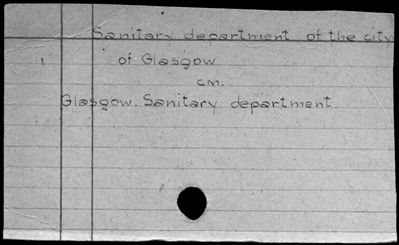 Sanitary department of the city
1 of Glasgow
cm.
Glasgow. Sanitary department.